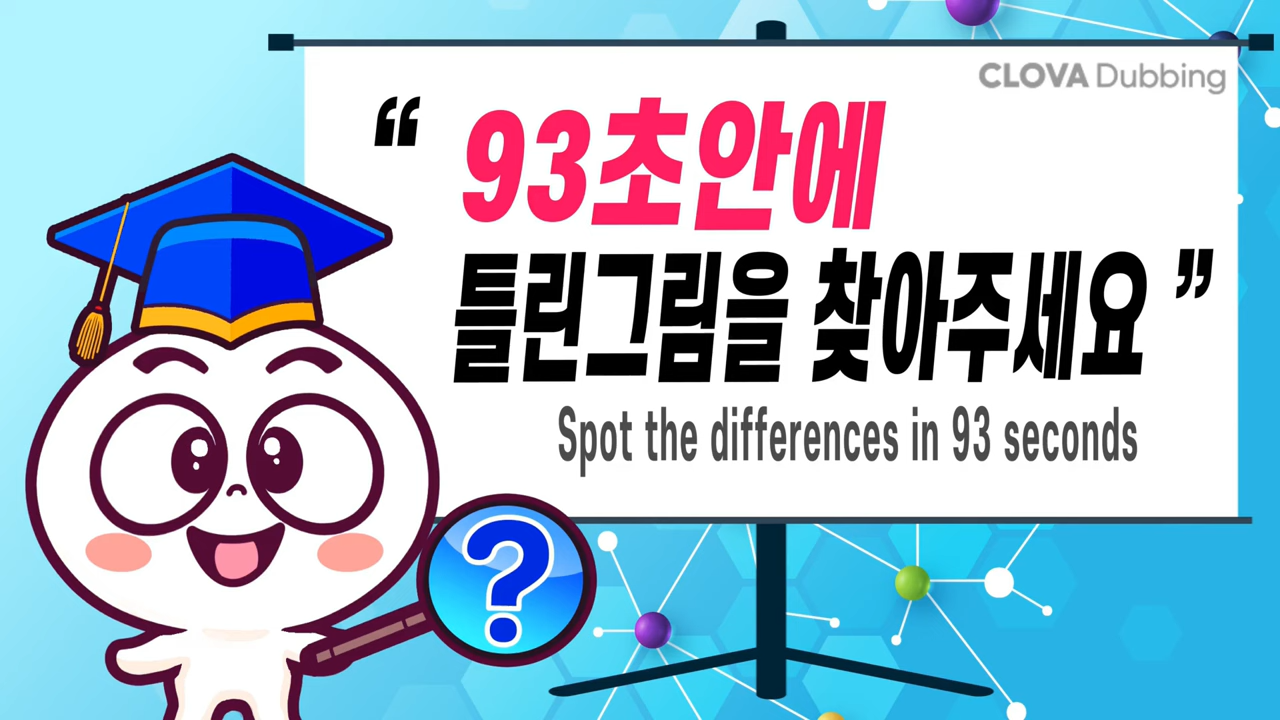 CLOVA Dubbing
“ 93초안에
틀린그림을 찾아주세요 ”
Spot the differences in 93 seconds
?